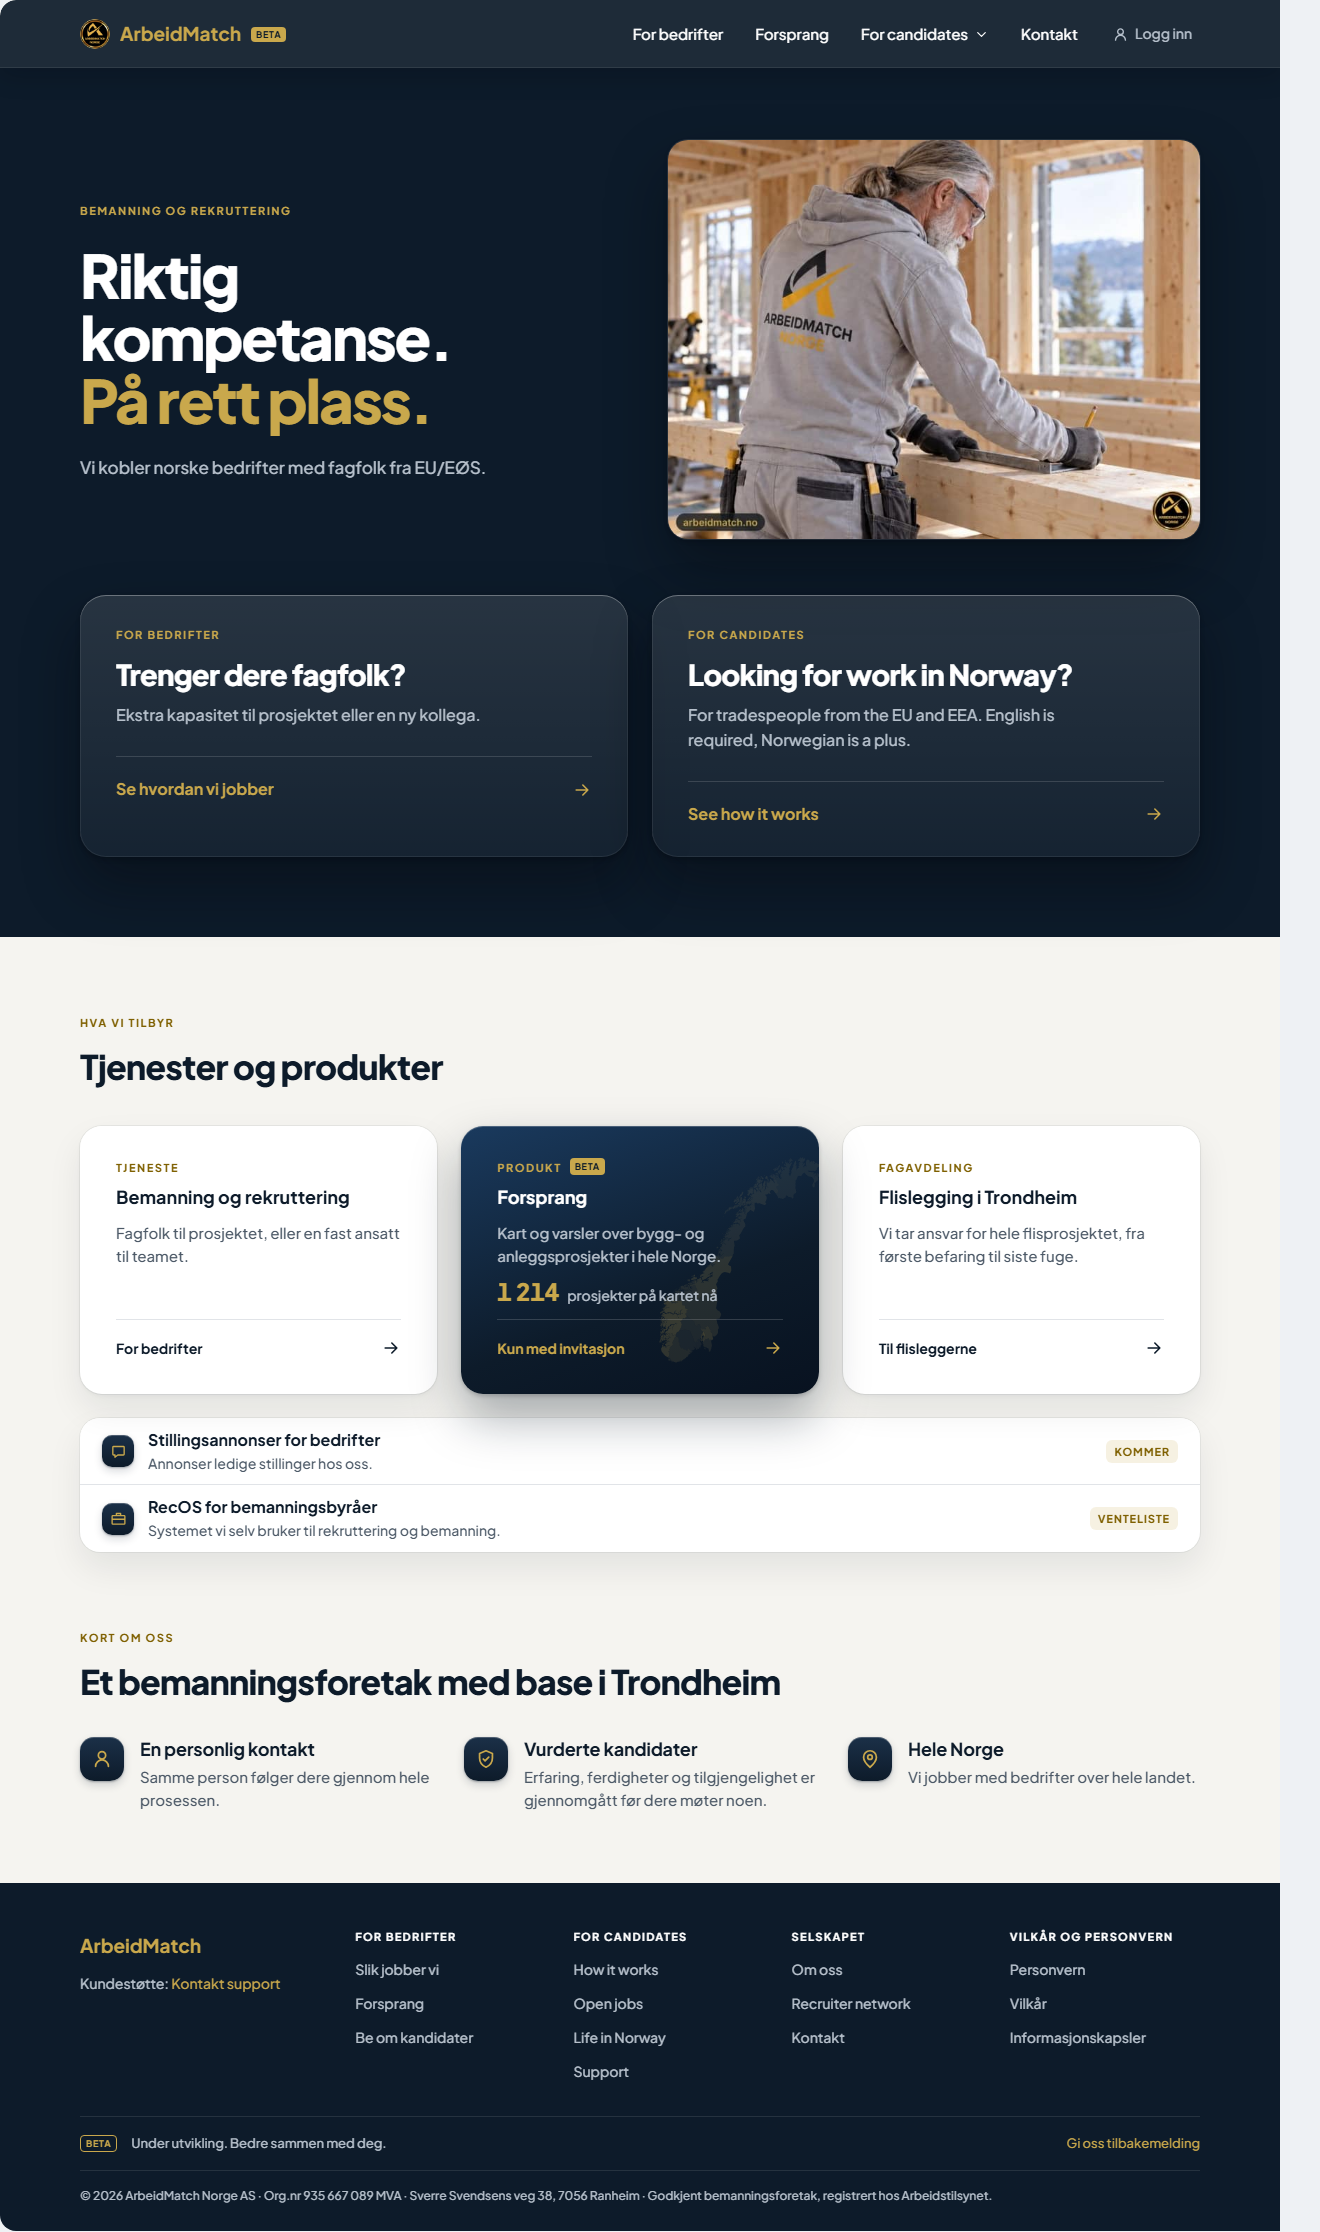 ArbeidMatch BETA
For bedrifter
Forsprang
For candidates
Kontakt
Logg inn
BEMANNING OG REKRUTTERING
Riktig
kompetanse.
På rett plass.
Vi kobler norske bedrifter med fagfolk fra EU/EØS.
ARBEIDMATCH
NORGE
arbeidmatch.no
FOR BEDRIFTER
Trenger dere fagfolk?
Ekstra kapasitet til prosjektet eller en ny kollega.
Se hvordan vi jobber
FOR CANDIDATES
Looking for work in Norway?
For tradespeople from the EU and EEA. English is
required, Norwegian is a plus.
See how it works
HVA VI TILBYR
Tjenester og produkter
TJENESTE
Bemanning og rekruttering
Fagfolk til prosjektet, eller en fast ansatt
til teamet.
For bedrifter
PRODUKT BETA
Forsprang
Kart og varsler over bygg- og
anleggsprosjekter i hele Norge.
1 214 prosjekter på kartet nå
Kun med invitasjon
FAGAVDELING
Flislegging i Trondheim
Vi tar ansvar for hele flisprosjektet, fra
første befaring til siste fuge.
Til flisleggerne
Stillingsannonser for bedrifter
Annonser ledige stillinger hos oss.
KOMMER
RecOS for bemanningsbyråer
Systemet vi selv bruker til rekruttering og bemanning.
VENTELISTE
KORT OM OSS
Et bemanningsforetak med base i Trondheim
En personlig kontakt
Samme person følger dere gjennom hele
prosessen.
Vurderte kandidater
Erfaring, ferdigheter og tilgjengelighet er
gjennomgått før dere møter noen.
Hele Norge
Vi jobber med bedrifter over hele landet.
ArbeidMatch
Kundestøtte: Kontakt support
FOR BEDRIFTER
Slik jobber vi
Forsprang
Be om kandidater
FOR CANDIDATES
How it works
Open jobs
Life in Norway
Support
SELSKAPET
Om oss
Recruiter network
Kontakt
VILKÅR OG PERSONVERN
Personvern
Vilkår
Informasjonskapsler
BETA Under utvikling. Bedre sammen med deg.
Gi oss tilbakemelding
© 2026 ArbeidMatch Norge AS · Org.nr 935 667 089 MVA · Sverre Svendsens veg 38, 7056 Ranheim · Godkjent bemanningsforetak, registrert hos Arbeidstilsynet.